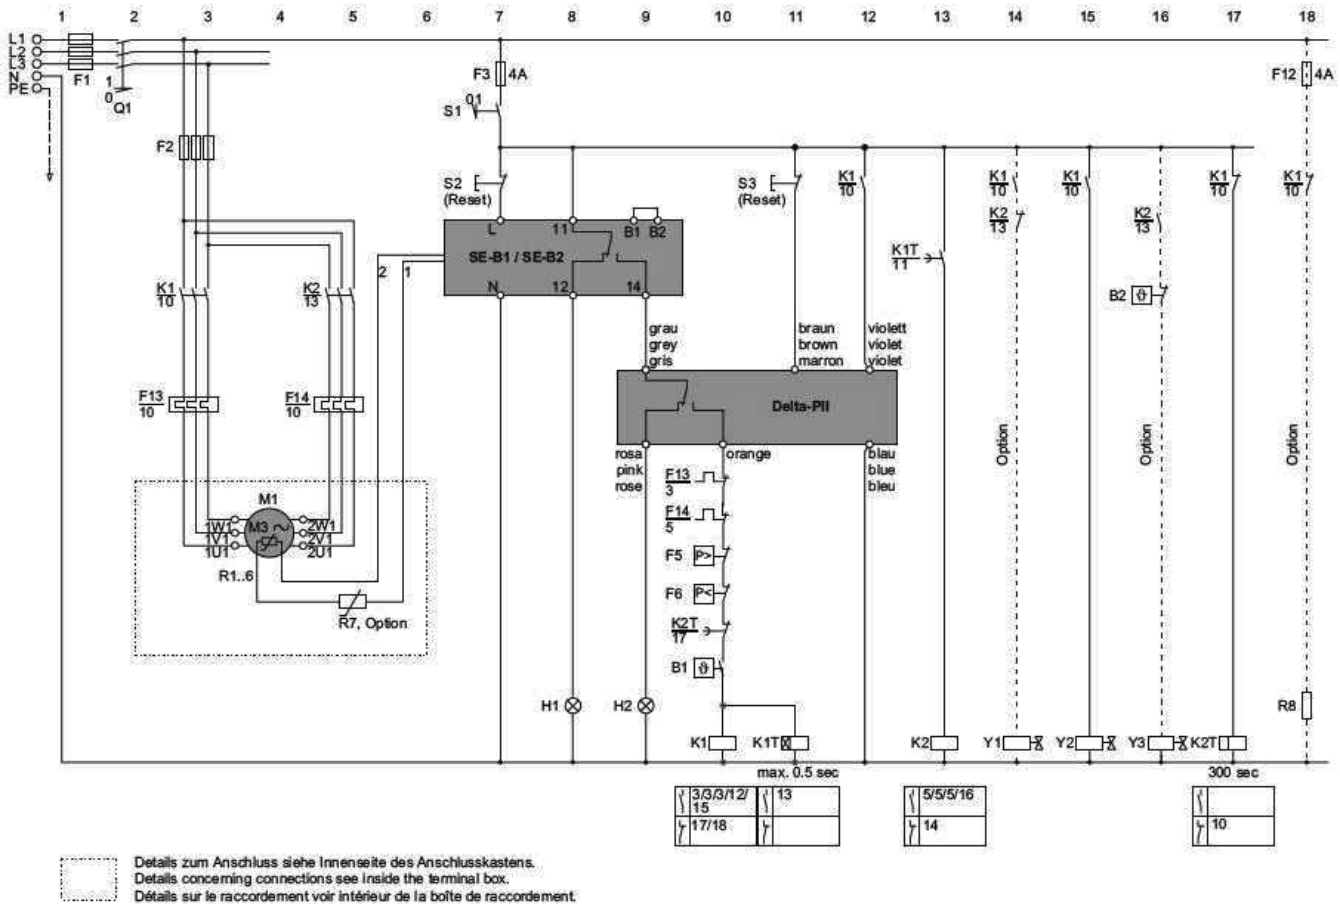 1 2 3 4 5 6 7 8 9 10 11 12 13 14 15 16 17 18
L1
L2
L3
N
PE
F1
1
0
Q1
F2
F3 4A
S1 01
F12 4A
S2
(Reset)
S3
(Reset)
K1
10
K1
10
K2
13
K1
10
K2
13
K1
10
K1
10
L 11 B1 B2
SE-B1 / SE-B2
N 12 14
2 1
K1T
11
B2 ϑ
K1
10
K2
13
grau
grey
gris
braun
brown
marron
violett
violet
violet
Delta-PII
F13
10
F14
10
rosa
pink
rose
orange
blau
blue
bleu
Option
Option
Option
F13
3
F14
5
F5 P>
F6 P<
K2T
17
B1 ϑ
M1
M3
1W1
1V1
1U1
2W1
2V1
2U1
R1..6
R7, Option
H1
H2
R8
K1
K1T
K2
Y1
Y2
Y3
K2T
max. 0.5 sec
300 sec
3/3/3/12/
15
13
17/18
5/5/5/16
14
10
Details zum Anschluss siehe Innenseite des Anschlusskastens.
Details concerning connections see inside the terminal box.
Détails sur le raccordement voir intérieur de la boîte de raccordement.